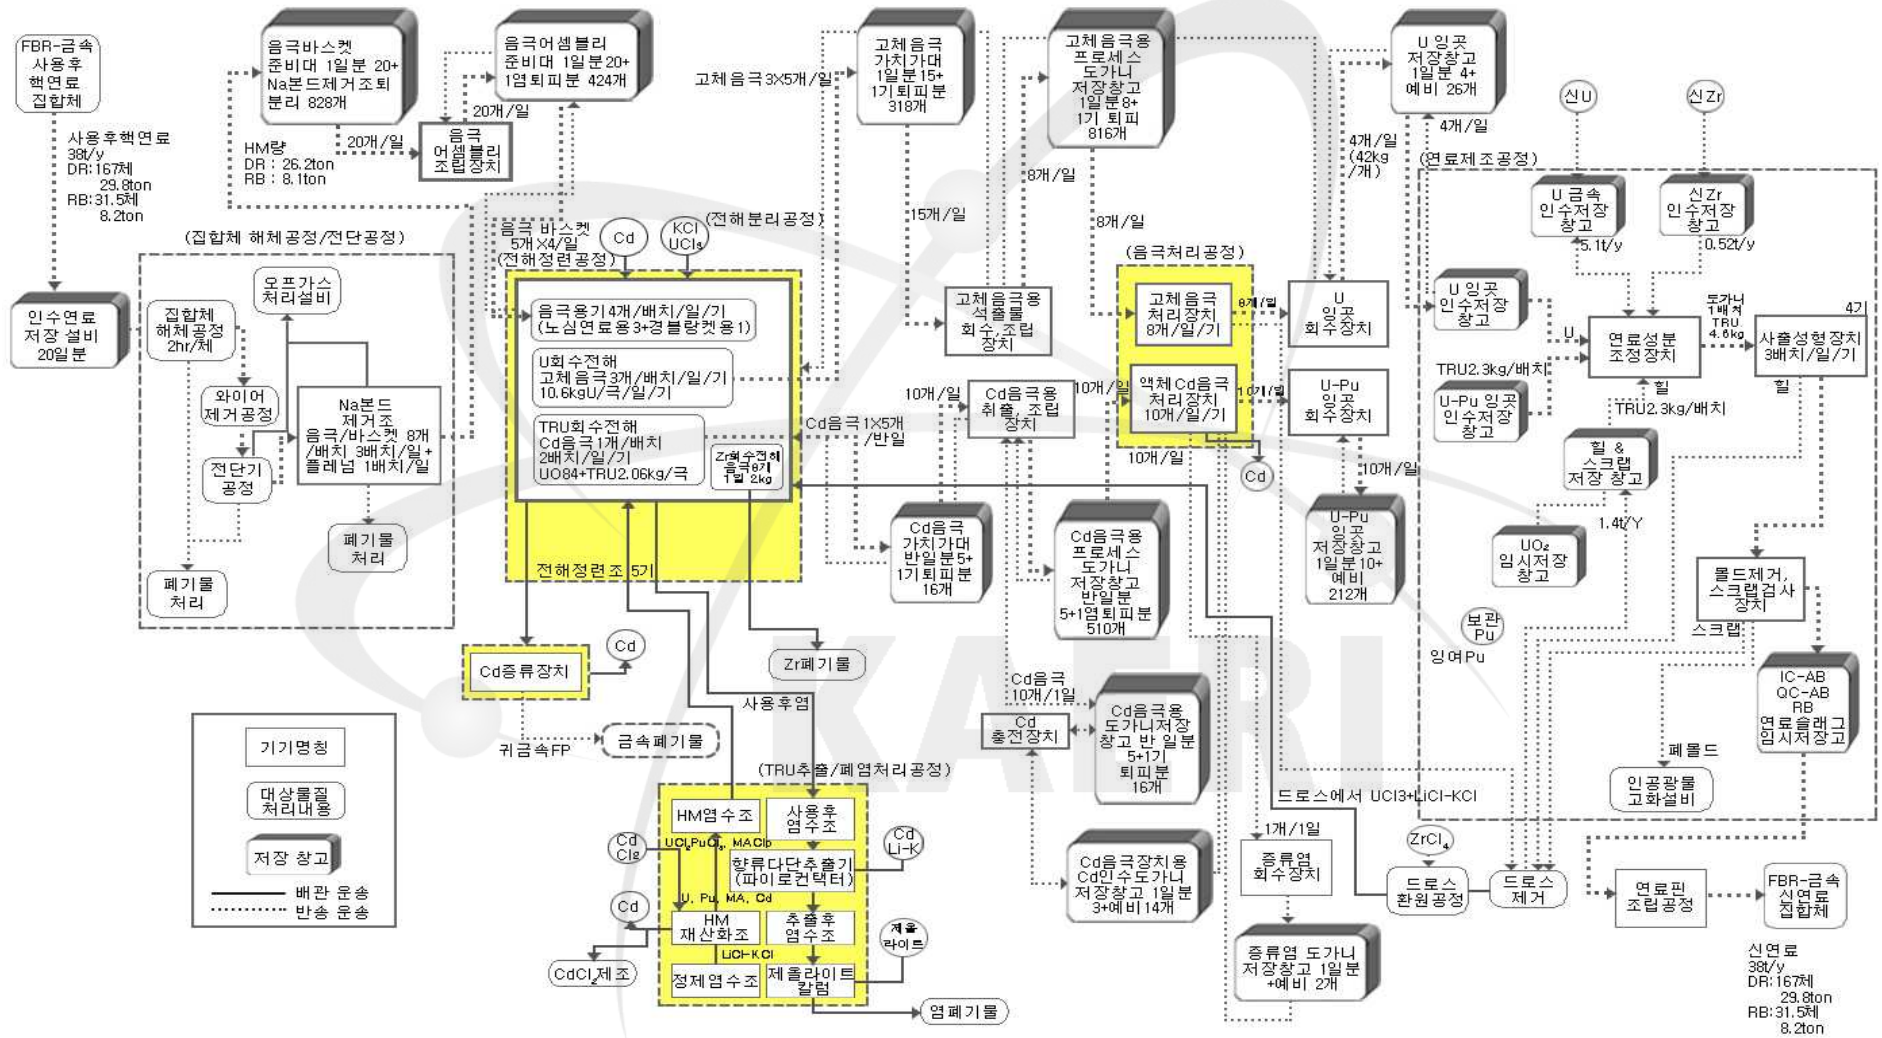 FBR-금속
사용후
핵연료
집합체
사용후핵연료
38t/y
DR:167체
29.8ton
RB:31.5체
8.2ton
인수연료
저장 설비
20일분
음극바스켓
준비대 1일분 20+
Na본드제거조퇴
분리 828개
HM량
DR : 26.2ton
RB : 8.1ton
20개/일
음극
어셈블리
조립장치
20개/일
음극어셈블리
준비대 1일분20+
1염퇴피분 424개
(집합체 해체공정/전단공정)
집합체
해체공정
2hr/체
오프가스
처리설비
와이어
제거공정
전단기
공정
Na본드
제거조
음극/바스켓 8개
/배치 3배치/일+
플레넘 1배치/일
폐기물
처리
폐기물
처리
음극 바스켓
5개X4/일
(전해정련공정)
Cd
KCl
UCl₃
(전해분리공정)
음극용기4개/배치/일/기
(노심연료용3+경블랑켓용1)
U회수전해
고체음극3개/배치/일/기
10.6kgU/극/일/기
TRU회수전해
Cd음극1개/배치
2배치/일/기
UO84+TRU2.06kg/극
Zr회수전해
음극8개
1일 2kg
전해정련조 5기
고체음극3X5개/일
고체음극
가치가대
1일분15+
1기퇴피분
318개
15개/일
고체음극용
석출물
회수,조립
장치
8개/일
고체음극용
프로세스
도가니
저장창고
1일분8+
1기 퇴피
816개
8개/일
(음극처리공정)
고체음극
처리장치
8개/일/기
8개/일
액체Cd음극
처리장치
10개/일/기
10개/일
10개/일
10개/일
Cd
U
잉곳
회수장치
U-Pu
잉곳
회수장치
10개/일
U-Pu
잉곳
저장창고
1일분10+
예비
212개
U 잉곳
저장창고
1일분 4+
예비 26개
4개/일
(42kg
/개)
4개/일
10개/일
Cd음극용
취출, 조립
장치
Cd음극1X5개
/반일
Cd음극
가치가대
반일분5+
1기퇴피분
16개
Cd음극용
프로세스
도가니
저장창고
반일분
5+1염퇴피분
510개
Cd음극
10개/1일
Cd
충전장치
Cd음극용
도가니저장
창고 반 일분
5+1기
퇴피분
16개
Cd음극장치용
Cd인수도가니
저장창고 1일분
3+예비14개
1개/1일
증류염
회수장치
증류염 도가니
저장창고 1일분
+예비 2개
드로스에서 UCl3+LiCl-KCl
ZrCl₄
드로스
환원공정
드로스
제거
(연료제조공정)
신U
신Zr
U 금속
인수저장
창고
신Zr
인수저장
창고
5.1t/y
0.52t/y
U 잉곳
인수저장
창고
U
TRU2.3kg/배치
U-Pu 잉곳
인수저장
창고
연료성분
조정장치
도가니
1배치
TRU.
4.6kg
4기
사출성형장치
3배치/일/기
힐
힐
TRU2.3kg/배치
힐 &
스크랩
저장 창고
1.4t/Y
UO₂
임시저장
창고
몰드제거,
스크랩검사
장치
스크랩
보관
Pu
잉여Pu
IC-AB
OC-AB
RB
연료슬래그
임시저장고
폐몰드
인공광물
고화설비
연료핀
조립공정
FBR-금속
신연료
집합체
신연료
38t/y
DR:167체
29.8ton
RB:31.5체
8.2ton
Cd증류장치
Cd
귀금속FP
금속폐기물
Zr폐기물
사용후염
(TRU추출/폐염처리공정)
HM염수조
사용후
염수조
UCl₃PuCl₃, MAClp
Cd
Cl₂
향류다단추출기
(파이로컨택터)
Cd
Li-K
U, Pu, MA, Cd
Cd
HM
재산화조
추출후
염수조
LiCl-KCl
정제염수조
제올라이트
칼럼
제올
라이트
CdCl₂제조
염폐기물
기기명칭
대상물질
처리내용
저장 창고
배관 운송
반송 운송
KAERI